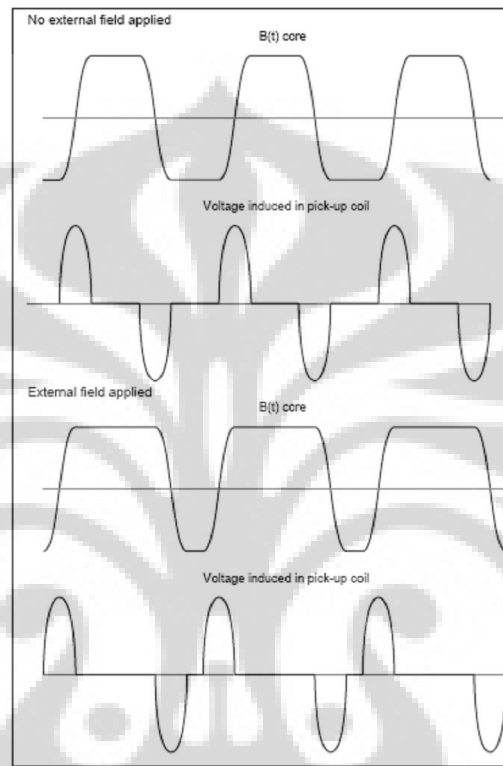 No external field applied
B(t) core
Voltage induced in pick-up coil
External field applied
B(t) core
Voltage induced in pick-up coil